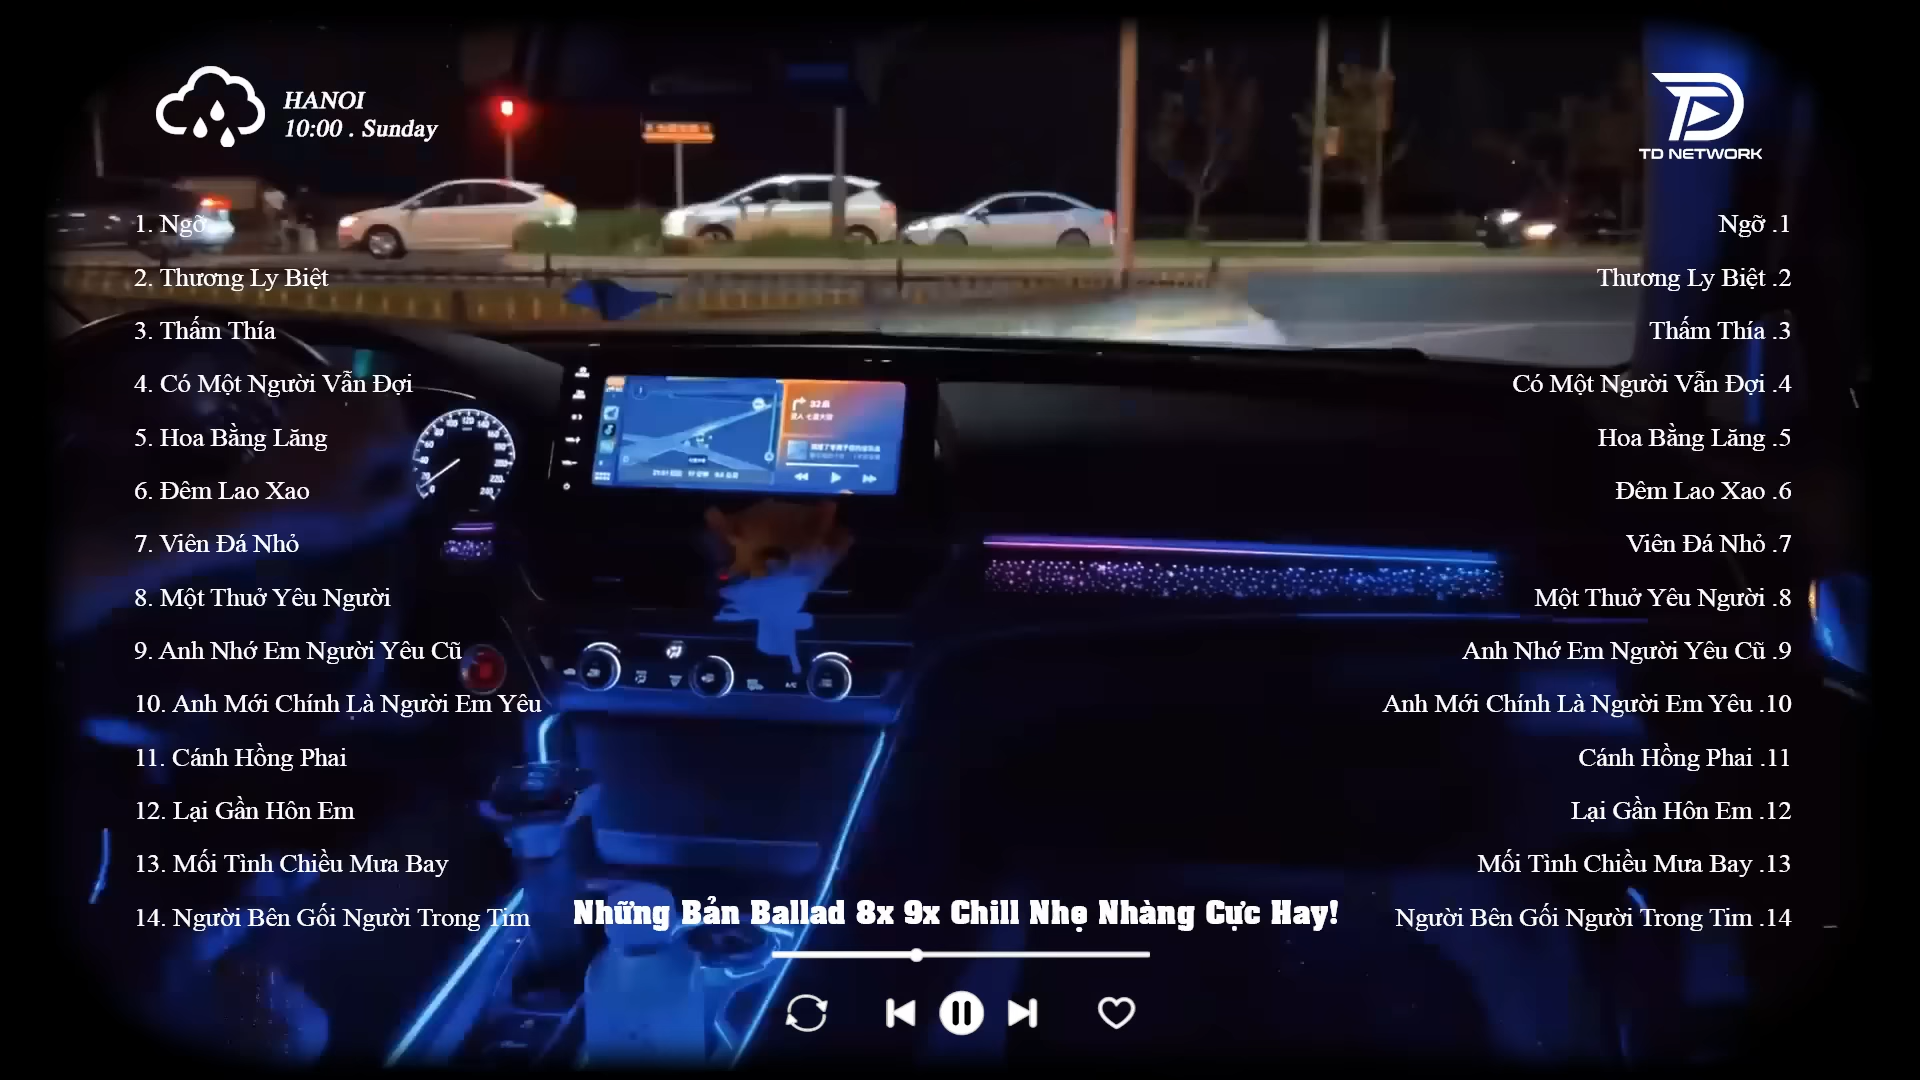 HANOI
10:00 . Sunday
TD NETWORK
1. Ngỡ
2. Thương Ly Biệt
3. Thấm Thía
4. Có Một Người Vẫn Đợi
5. Hoa Bằng Lăng
6. Đêm Lao Xao
7. Viên Đá Nhỏ
8. Một Thuở Yêu Người
9. Anh Nhớ Em Người Yêu Cũ
10. Anh Mới Chính Là Người Em Yêu
11. Cánh Hồng Phai
12. Lại Gần Hôn Em
13. Mối Tình Chiều Mưa Bay
14. Người Bên Gối Người Trong Tim
Ngỡ .1
Thương Ly Biệt .2
Thấm Thía .3
Có Một Người Vẫn Đợi .4
Hoa Bằng Lăng .5
Đêm Lao Xao .6
Viên Đá Nhỏ .7
Một Thuở Yêu Người .8
Anh Nhớ Em Người Yêu Cũ .9
Anh Mới Chính Là Người Em Yêu .10
Cánh Hồng Phai .11
Lại Gần Hôn Em .12
Mối Tình Chiều Mưa Bay .13
Người Bên Gối Người Trong Tim .14
Những Bản Ballad 8x 9x Chill Nhẹ Nhàng Cực Hay!